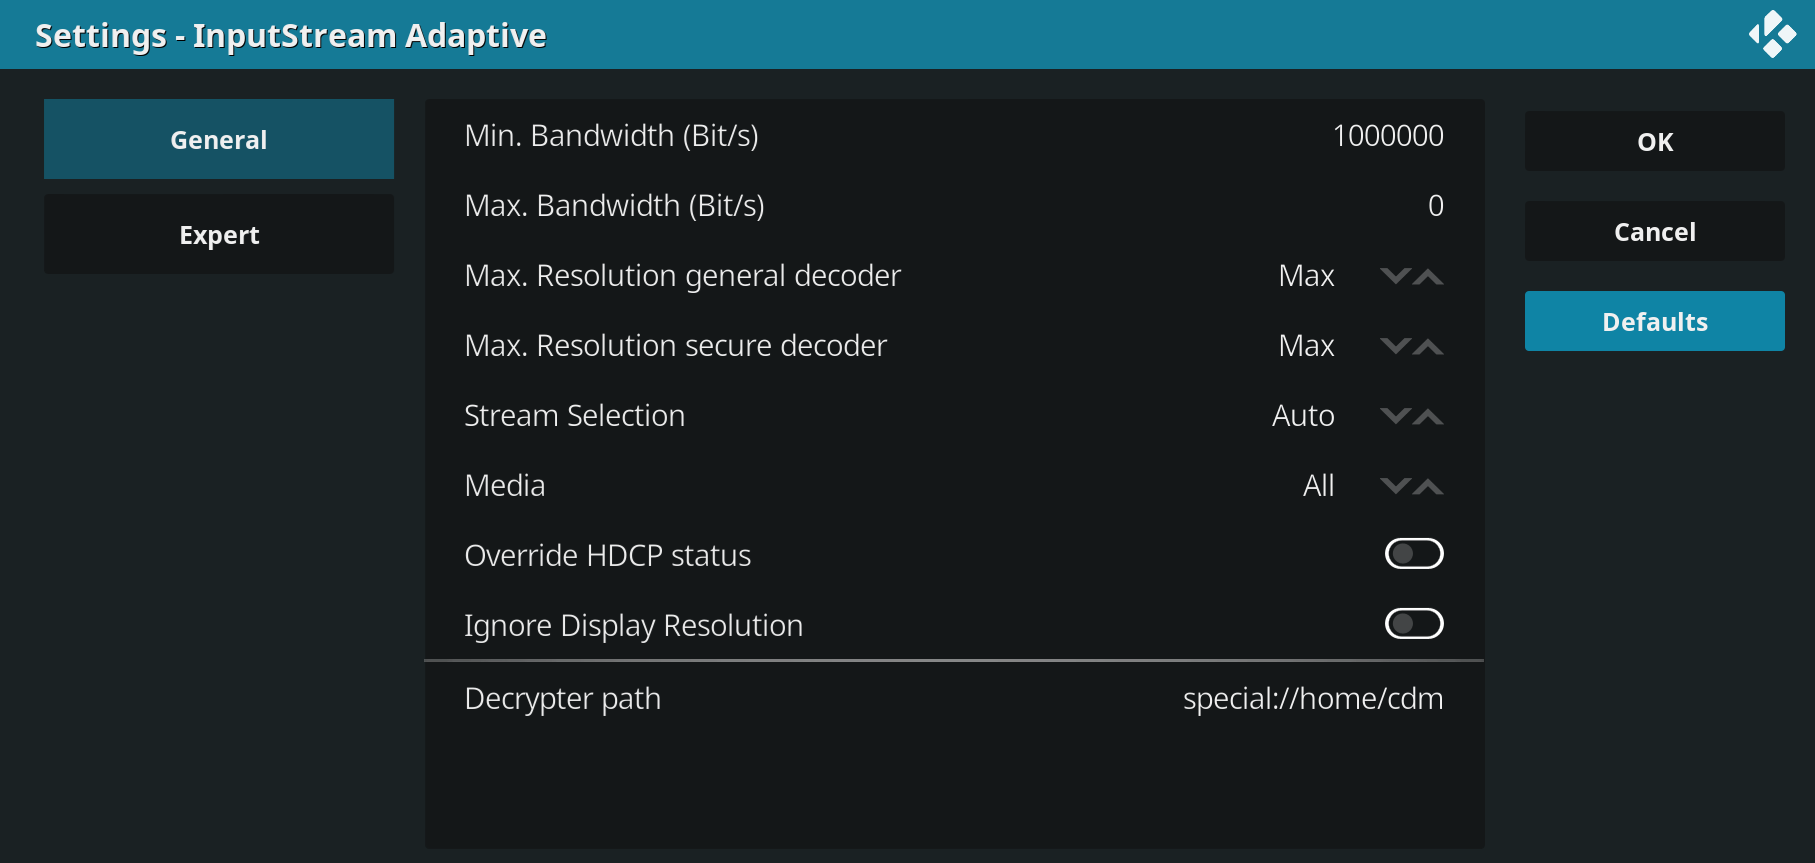 Settings - InputStream Adaptive
General
Expert
Min. Bandwidth (Bit/s) 1000000
Max. Bandwidth (Bit/s) 0
Max. Resolution general decoder Max
Max. Resolution secure decoder Max
Stream Selection Auto
Media All
Override HDCP status
Ignore Display Resolution
Decrypter path special://home/cdm
OK
Cancel
Defaults